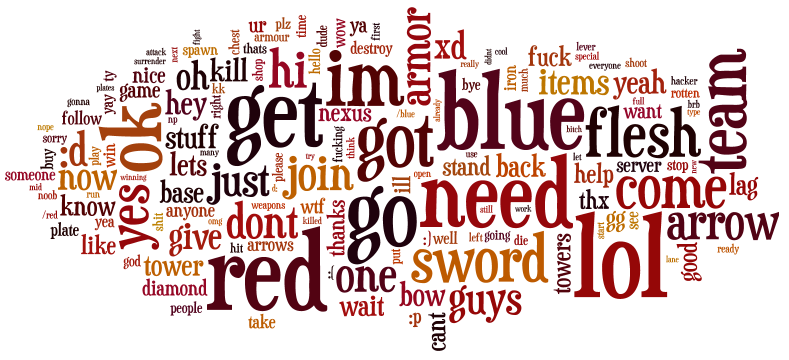 fight
attack
surrender
next
spawn
chest
ur
plz
armour
thats
time
dude
hello
wow
ya
first
destroy
armor
xd
really
didnt
cool
fuck
lever
special
everyone
shoot
team
gonna
plates
ty
nice
game
oh
kill
shop
hi
im
bye
iron
much
items
yeah
hacker
rotten
brb
type
follow
yay
hey
kk
right
get
nexus
/blue
already
blue
bitch
full
want
flesh
nope
sorry
ok
np
stuff
many
fucking
think
got
buy
:d
play
win
lets
try
please
use
stand
back
let
help
server
stop
new
someone
mid
now
run
winning
base
just
join
ill
open
need
thx
come
lag
noob
/red
know
yea
yes
shit
anyone
omg
weapons
killed
wtf
thanks
go
still
work
start
gg
see
arrow
plate
like
give
hit
arrows
dont
put
:)
well
left
going
die
towers
lol
lane
good
ready
god
tower
red
one
sword
diamond
people
take
wait
bow
guys
:p
cant